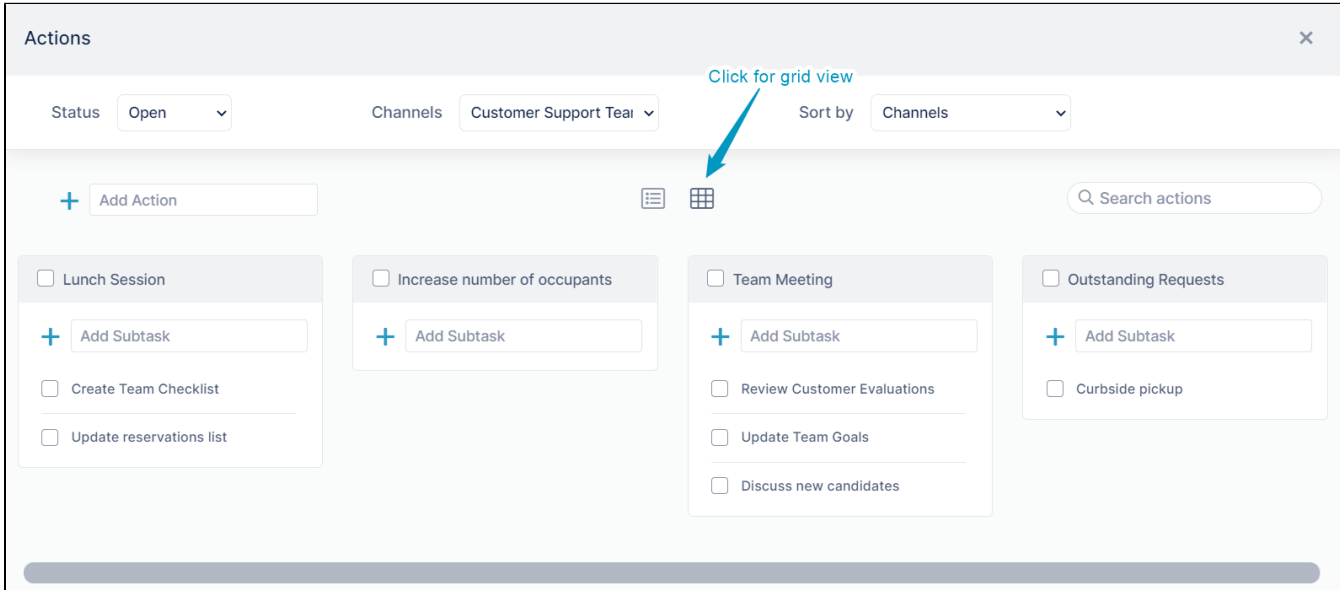 Actions
Click for grid view
Status Open Channels Customer Support Tea Sort by Channels
Add Action Search actions
Lunch Session
Add Subtask
Create Team Checklist
Update reservations list
Increase number of occupants
Add Subtask
Team Meeting
Add Subtask
Review Customer Evaluations
Update Team Goals
Discuss new candidates
Outstanding Requests
Add Subtask
Curbside pickup